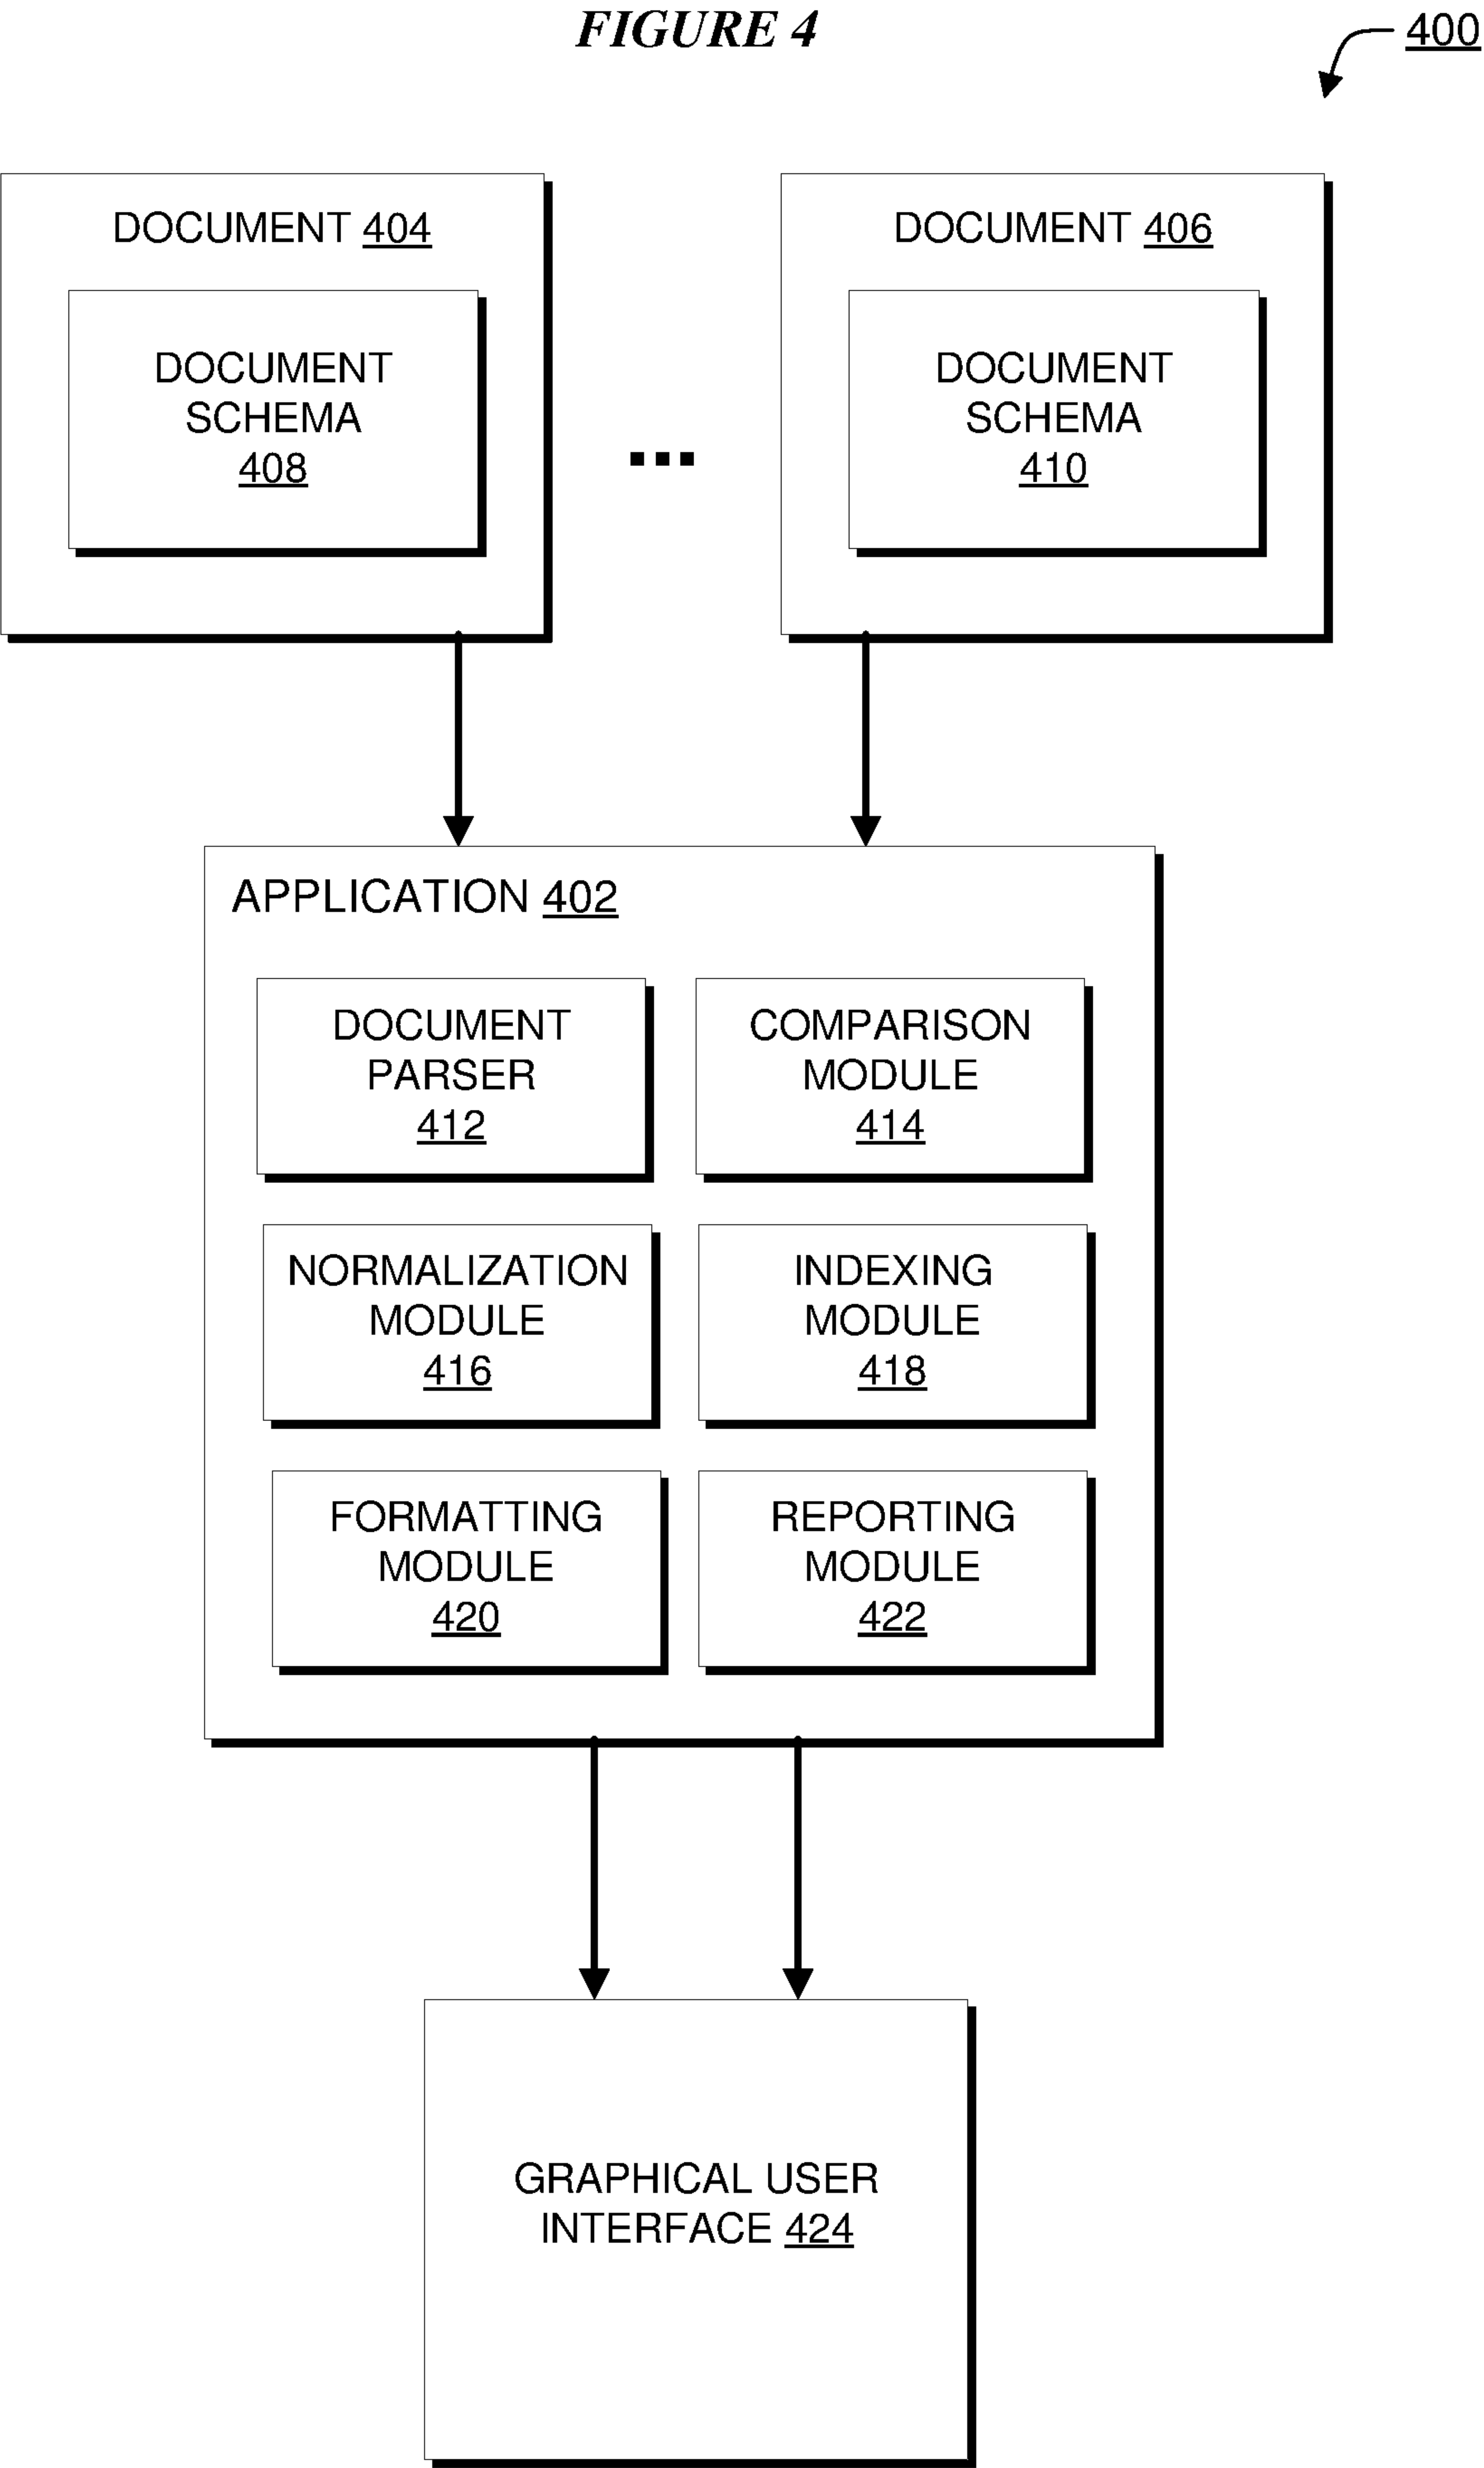 FIGURE 4
400
DOCUMENT 404
DOCUMENT
SCHEMA
408
...
DOCUMENT 406
DOCUMENT
SCHEMA
410
APPLICATION 402
DOCUMENT
PARSER
412
COMPARISON
MODULE
414
NORMALIZATION
MODULE
416
INDEXING
MODULE
418
FORMATTING
MODULE
420
REPORTING
MODULE
422
GRAPHICAL USER
INTERFACE 424